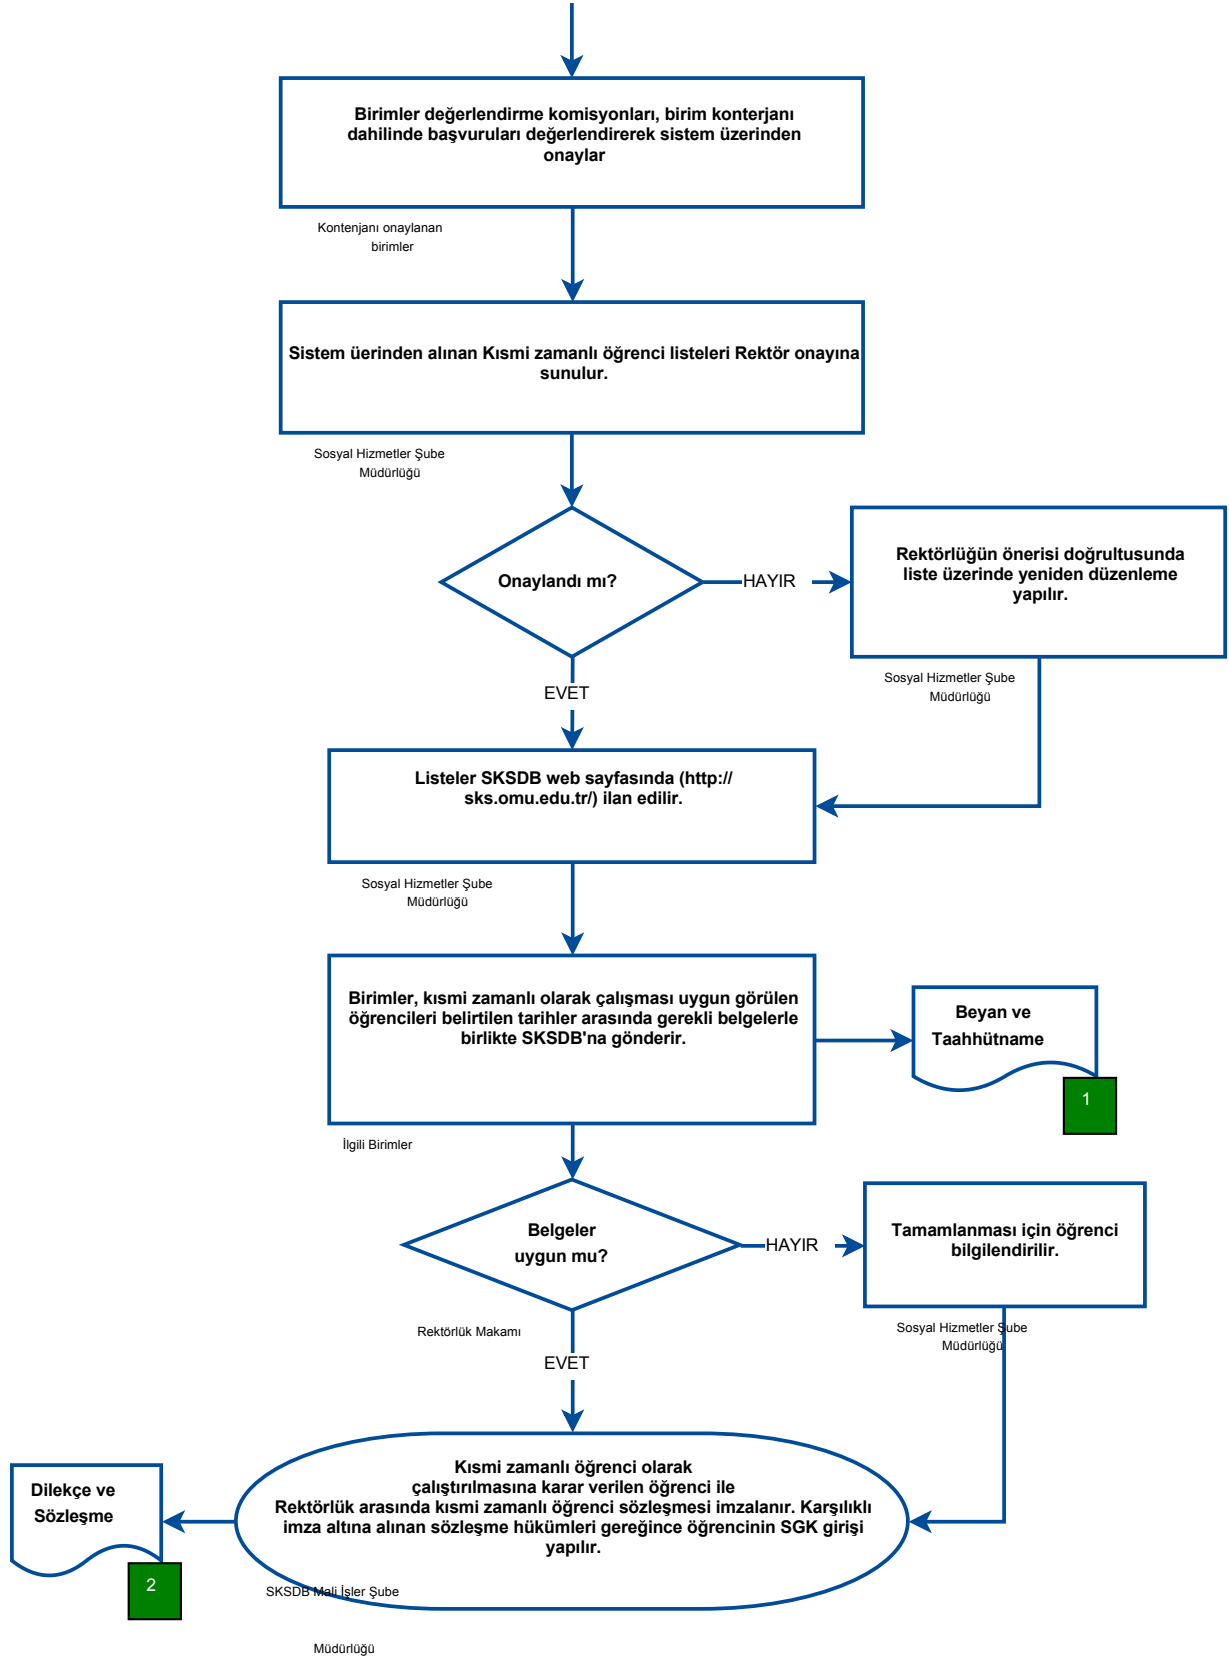 Birimler değerlendirme komisyonları, birim konterjanı
dahilinde başvuruları değerlendirerek sistem üzerinden
onaylar
Kontenjanı onaylanan
birimler
Sistem üerinden alınan Kısmi zamanlı öğrenci listeleri Rektör onayına
sunulur.
Sosyal Hizmetler Şube
Müdürlüğü
Onaylandı mı?
HAYIR
Rektörlüğün önerisi doğrultusunda
liste üzerinde yeniden düzenleme
yapılır.
Sosyal Hizmetler Şube
Müdürlüğü
EVET
Listeler SKSDB web sayfasında (http://
sks.omu.edu.tr/) ilan edilir.
Sosyal Hizmetler Şube
Müdürlüğü
Birimler, kısmi zamanlı olarak çalışması uygun görülen
öğrencileri belirtilen tarihler arasında gerekli belgelerle
birlikte SKSDB'na gönderir.
Beyan ve
Taahhütname
1
İlgili Birimler
Belgeler
uygun mu?
HAYIR
Tamamlanması için öğrenci
bilgilendirilir.
Rektörlük Makamı
Sosyal Hizmetler Şube
Müdürlüğü
EVET
Kısmi zamanlı öğrenci olarak
çalıştırılmasına karar verilen öğrenci ile
Rektörlük arasında kısmi zamanlı öğrenci sözleşmesi imzalanır. Karşılıklı
imza altına alınan sözleşme hükümleri gereğince öğrencinin SGK girişi
yapılır.
Dilekçe ve
Sözleşme
2
SKSDB Mali İşler Şube
Müdürlüğü